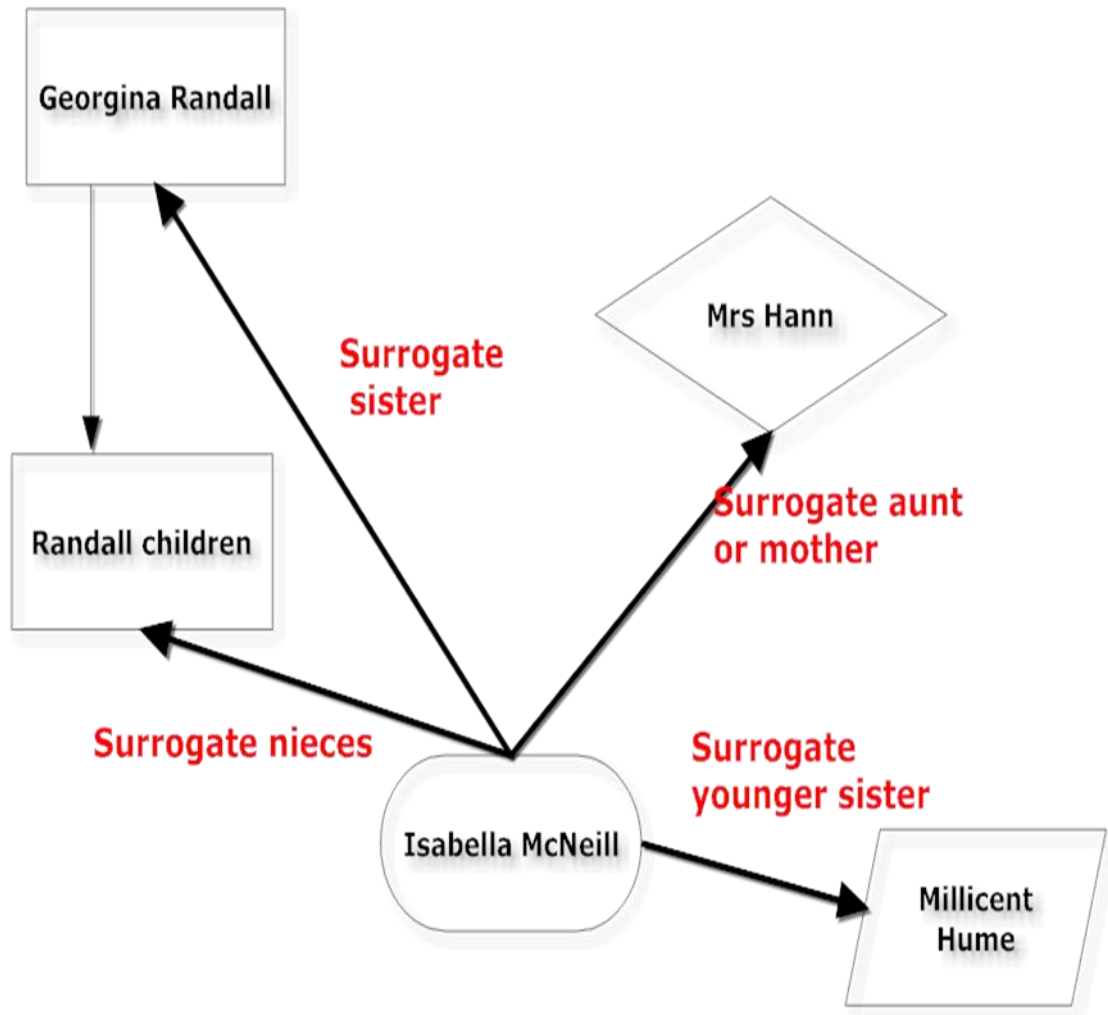 Georgina Randall
Mrs Hann
Surrogate
sister
Surrogate aunt
or mother
Randall children
Surrogate nieces
Surrogate
younger sister
Isabella McNeill
Millicent
Hume